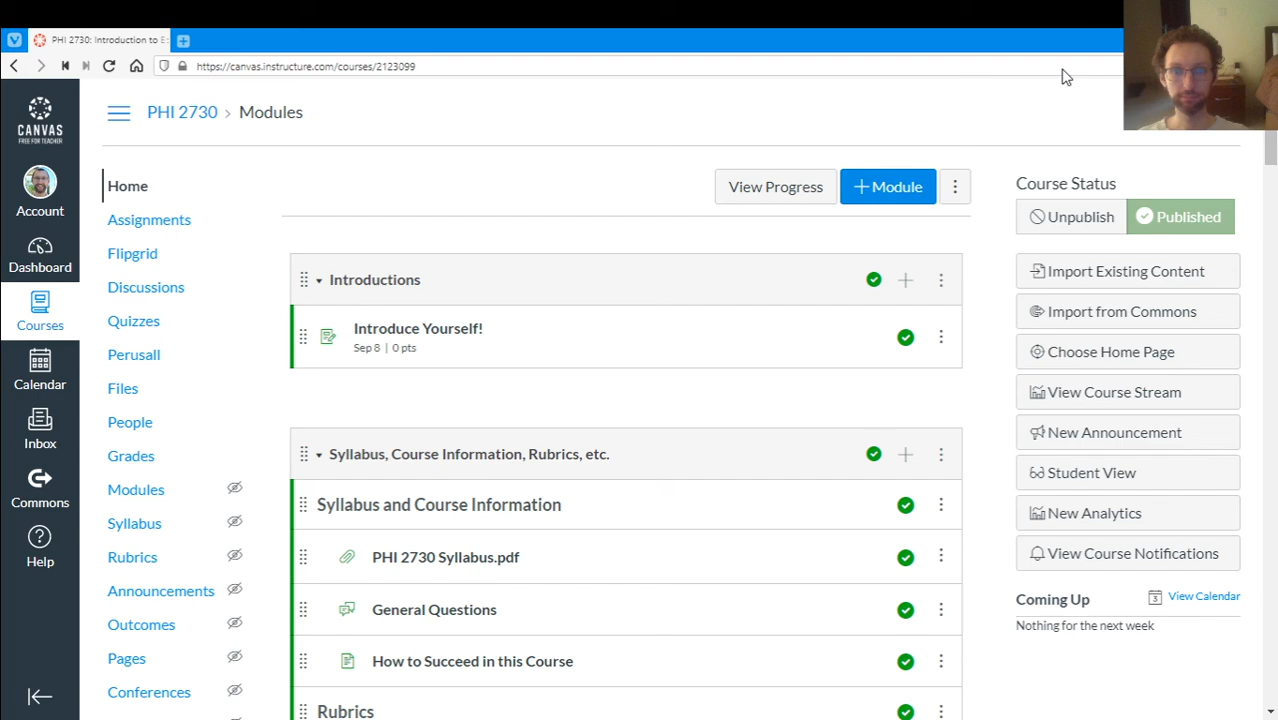 PHI 2730: Introduction to E
https://canvas.instructure.com/courses/2123099
CANVAS
FREE FOR TEACHER
Account
Dashboard
Courses
Calendar
Inbox
Commons
Help
PHI 2730 › Modules
Home
Assignments
Flipgrid
Discussions
Quizzes
Perusall
Files
People
Grades
Modules
Syllabus
Rubrics
Announcements
Outcomes
Pages
Conferences
View Progress
+ Module
Introductions
Introduce Yourself!
Sep 8 | 0 pts
Syllabus, Course Information, Rubrics, etc.
Syllabus and Course Information
PHI 2730 Syllabus.pdf
General Questions
How to Succeed in this Course
Rubrics
Course Status
Unpublish
Published
Import Existing Content
Import from Commons
Choose Home Page
View Course Stream
New Announcement
Student View
New Analytics
View Course Notifications
Coming Up
3 View Calendar
Nothing for the next week